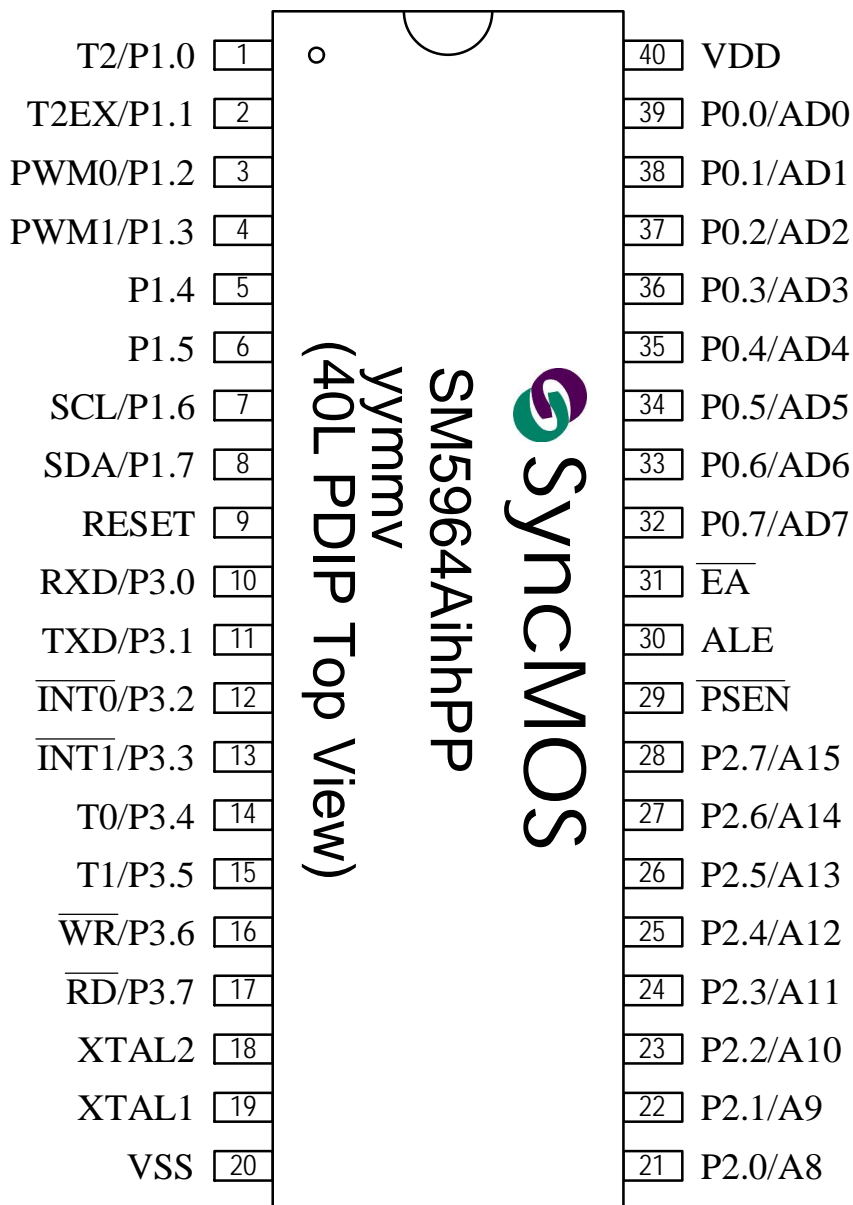 T2/P1.0 1 40 VDD
T2EX/P1.1 2 39 P0.0/AD0
PWM0/P1.2 3 38 P0.1/AD1
PWM1/P1.3 4 37 P0.2/AD2
P1.4 5 36 P0.3/AD3
P1.5 6 35 P0.4/AD4
SCL/P1.6 7 34 P0.5/AD5
SDA/P1.7 8 33 P0.6/AD6
RESET 9 32 P0.7/AD7
RXD/P3.0 10 31 E̅A̅
TXD/P3.1 11 30 ALE
I̅N̅T̅0̅/P3.2 12 29 P̅S̅E̅N̅
I̅N̅T̅1̅/P3.3 13 28 P2.7/A15
T0/P3.4 14 27 P2.6/A14
T1/P3.5 15 26 P2.5/A13
W̅R̅/P3.6 16 25 P2.4/A12
R̅D̅/P3.7 17 24 P2.3/A11
XTAL2 18 23 P2.2/A10
XTAL1 19 22 P2.1/A9
VSS 20 21 P2.0/A8
SyncMOS
SM5964AihhPP
yymmv
(40L PDIP Top View)